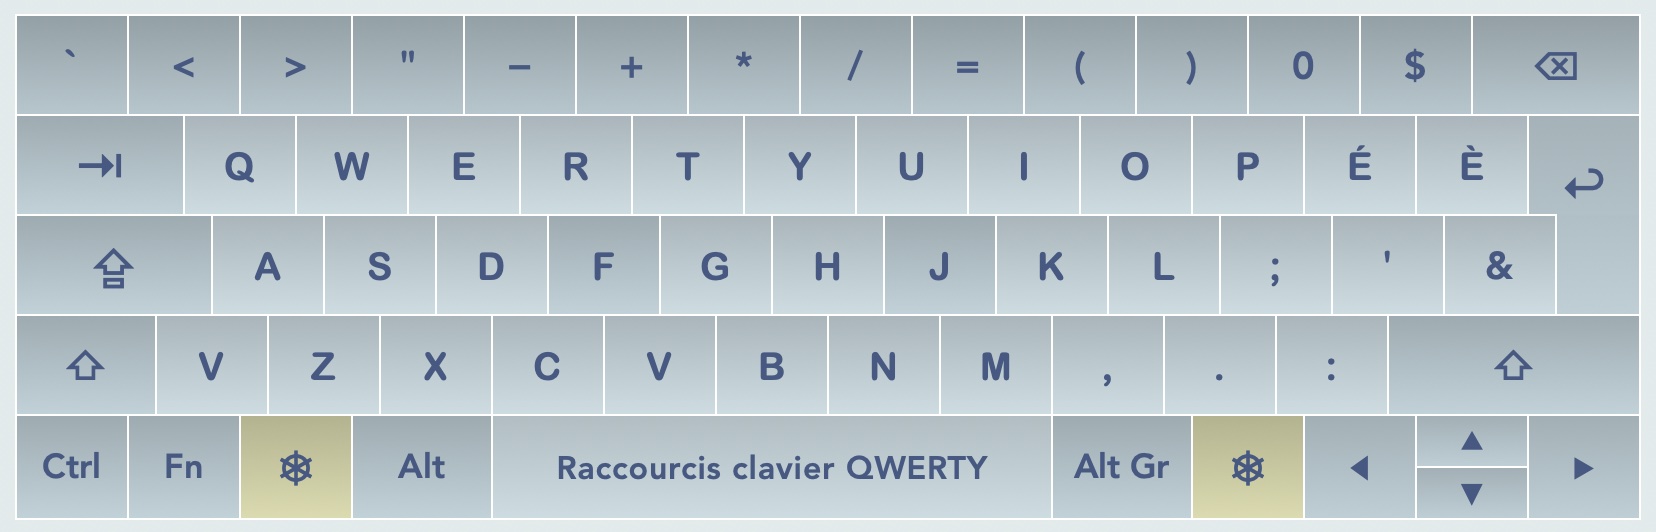 ` < > " − + * / = ( ) 0 $
Q W E R T Y U I O P É È
A S D F G H J K L ; ' &
V Z X C V B N M , . :
Ctrl Fn Alt Raccourcis clavier QWERTY Alt Gr